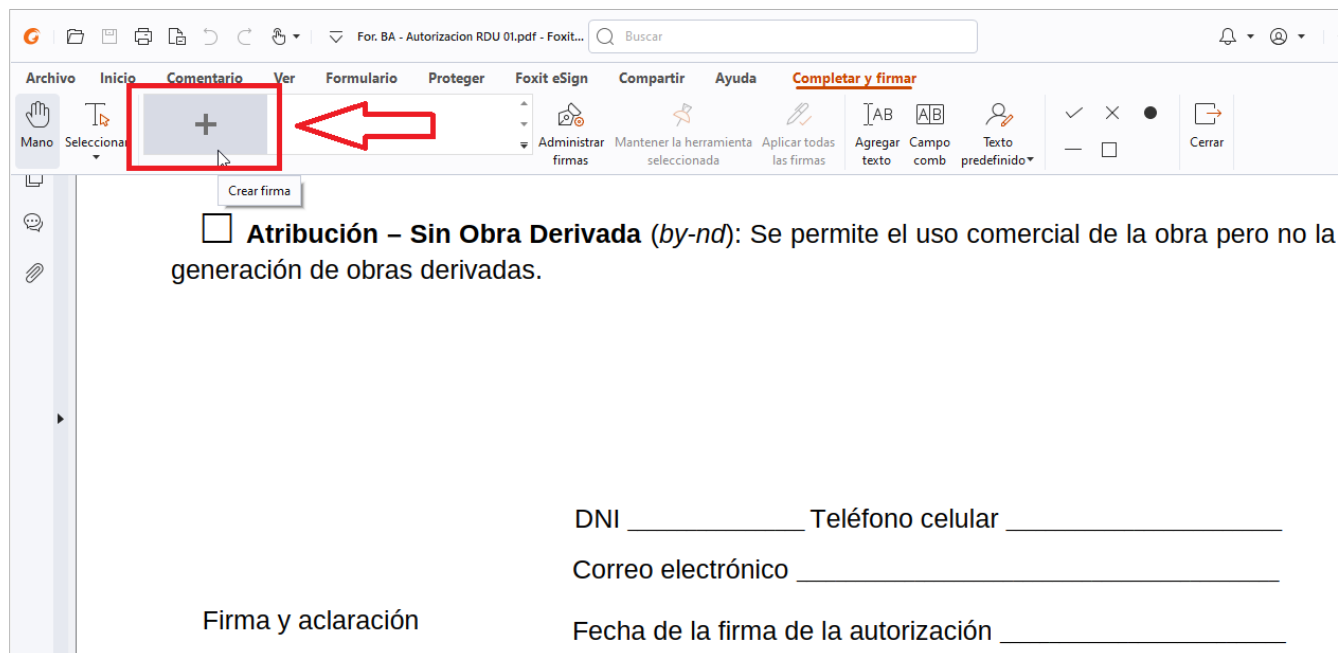 For. BA - Autorizacion RDU 01.pdf - Foxit... Buscar
Archivo Inicio Comentario Ver Formulario Proteger Foxit eSign Compartir Ayuda Completar y firmar
Mano Seleccionar Administrar firmas Mantener la herramienta seleccionada Aplicar todas las firmas Agregar texto Campo comb Texto predefinido Cerrar
Crear firma
Atribución – Sin Obra Derivada (by-nd): Se permite el uso comercial de la obra pero no la
generación de obras derivadas.
DNI ____________ Teléfono celular __________________
Correo electrónico ________________________________
Firma y aclaración
Fecha de la firma de la autorización ___________________